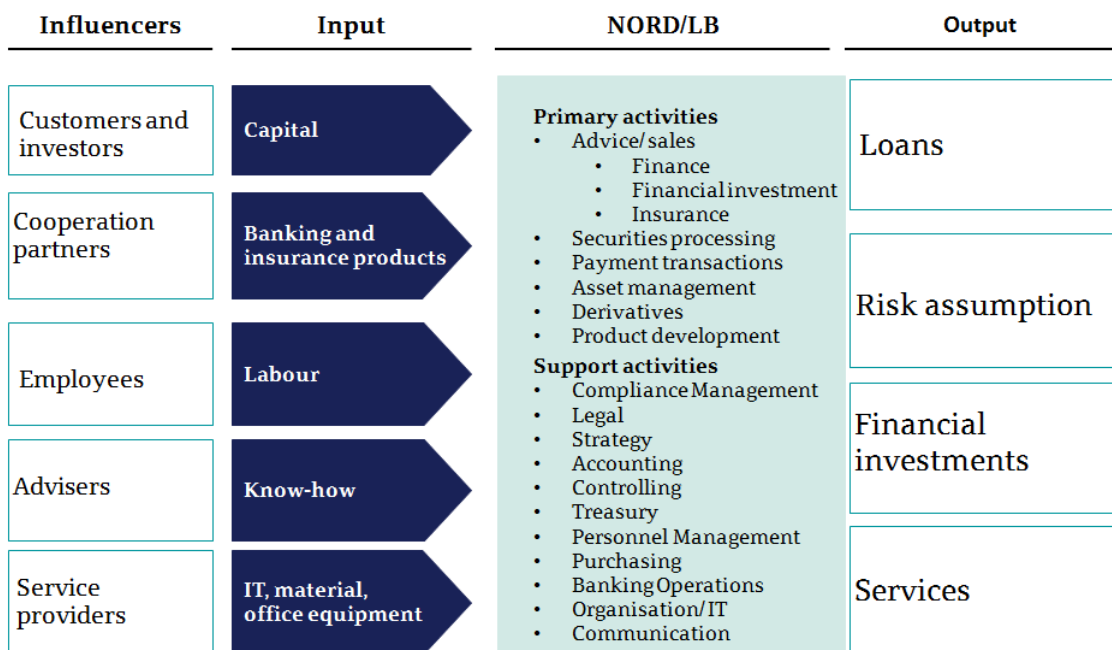 Influencers
Input
NORD/LB
Output
Customers and
investors
Cooperation
partners
Employees
Advisers
Service
providers
Capital
Banking and
insurance products
Labour
Know-how
IT, material,
office equipment
Primary activities
• Advice/ sales
• Finance
• Financial investment
• Insurance
• Securities processing
• Payment transactions
• Asset management
• Derivatives
• Product development
Support activities
• Compliance Management
• Legal
• Strategy
• Accounting
• Controlling
• Treasury
• Personnel Management
• Purchasing
• Banking Operations
• Organisation/ IT
• Communication
Loans
Risk assumption
Financial
investments
Services